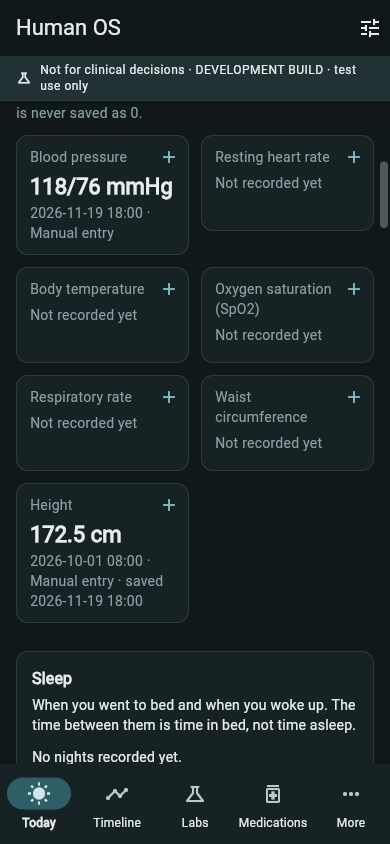 Human OS
Not for clinical decisions · DEVELOPMENT BUILD · test
use only
is never saved as 0.
Blood pressure
118/76 mmHg
2026-11-19 18:00 ·
Manual entry
Resting heart rate
Not recorded yet
Body temperature
Not recorded yet
Oxygen saturation
(SpO2)
Not recorded yet
Respiratory rate
Not recorded yet
Waist
circumference
Not recorded yet
Height
172.5 cm
2026-10-01 08:00 ·
Manual entry · saved
2026-11-19 18:00
Sleep
When you went to bed and when you woke up. The
time between them is time in bed, not time asleep.
No nights recorded yet.
Today
Timeline
Labs
Medications
More